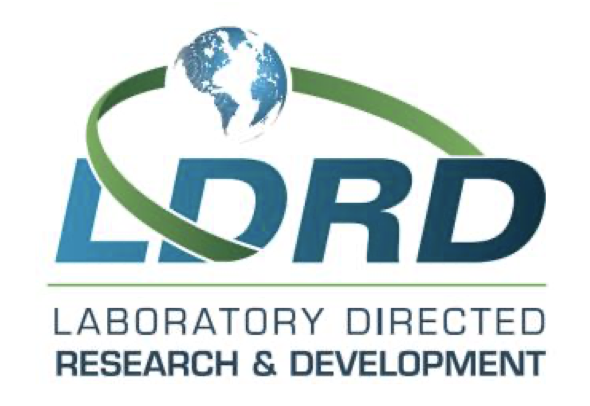 LDRD
LABORATORY DIRECTED
RESEARCH & DEVELOPMENT